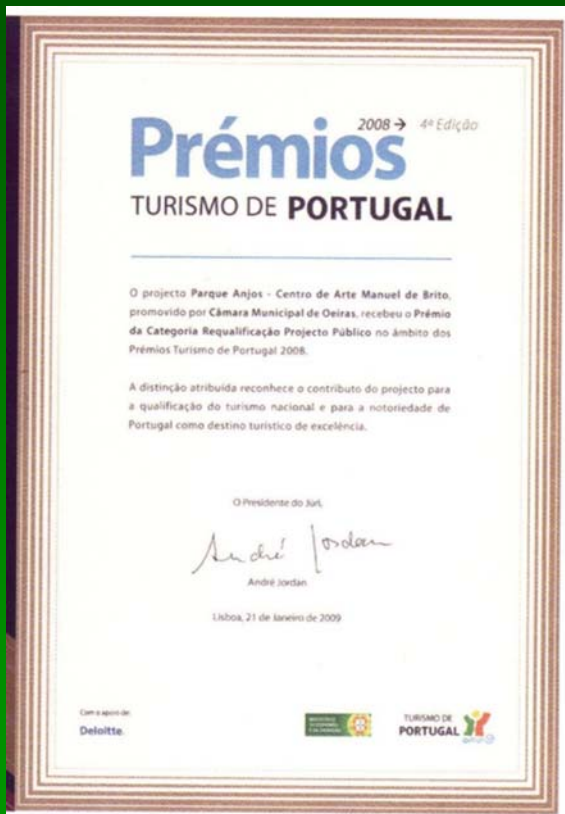 2008 → 4ª Edição
Prémios
TURISMO DE PORTUGAL
O projecto Parque Anjos - Centro de Arte Manuel de Brito,
promovido por Câmara Municipal de Oeiras, recebeu o Prémio
da Categoria Requalificação Projecto Público no âmbito dos
Prémios Turismo de Portugal 2008.
A distinção atribuída reconhece o contributo do projecto para
a qualificação do turismo nacional e para a notoriedade de
Portugal como destino turístico de excelência.
O Presidente do Júri,
André Jordan
André Jordan
Lisboa, 21 de Janeiro de 2009
Com o apoio de:
Deloitte.
TURISMO DE
PORTUGAL